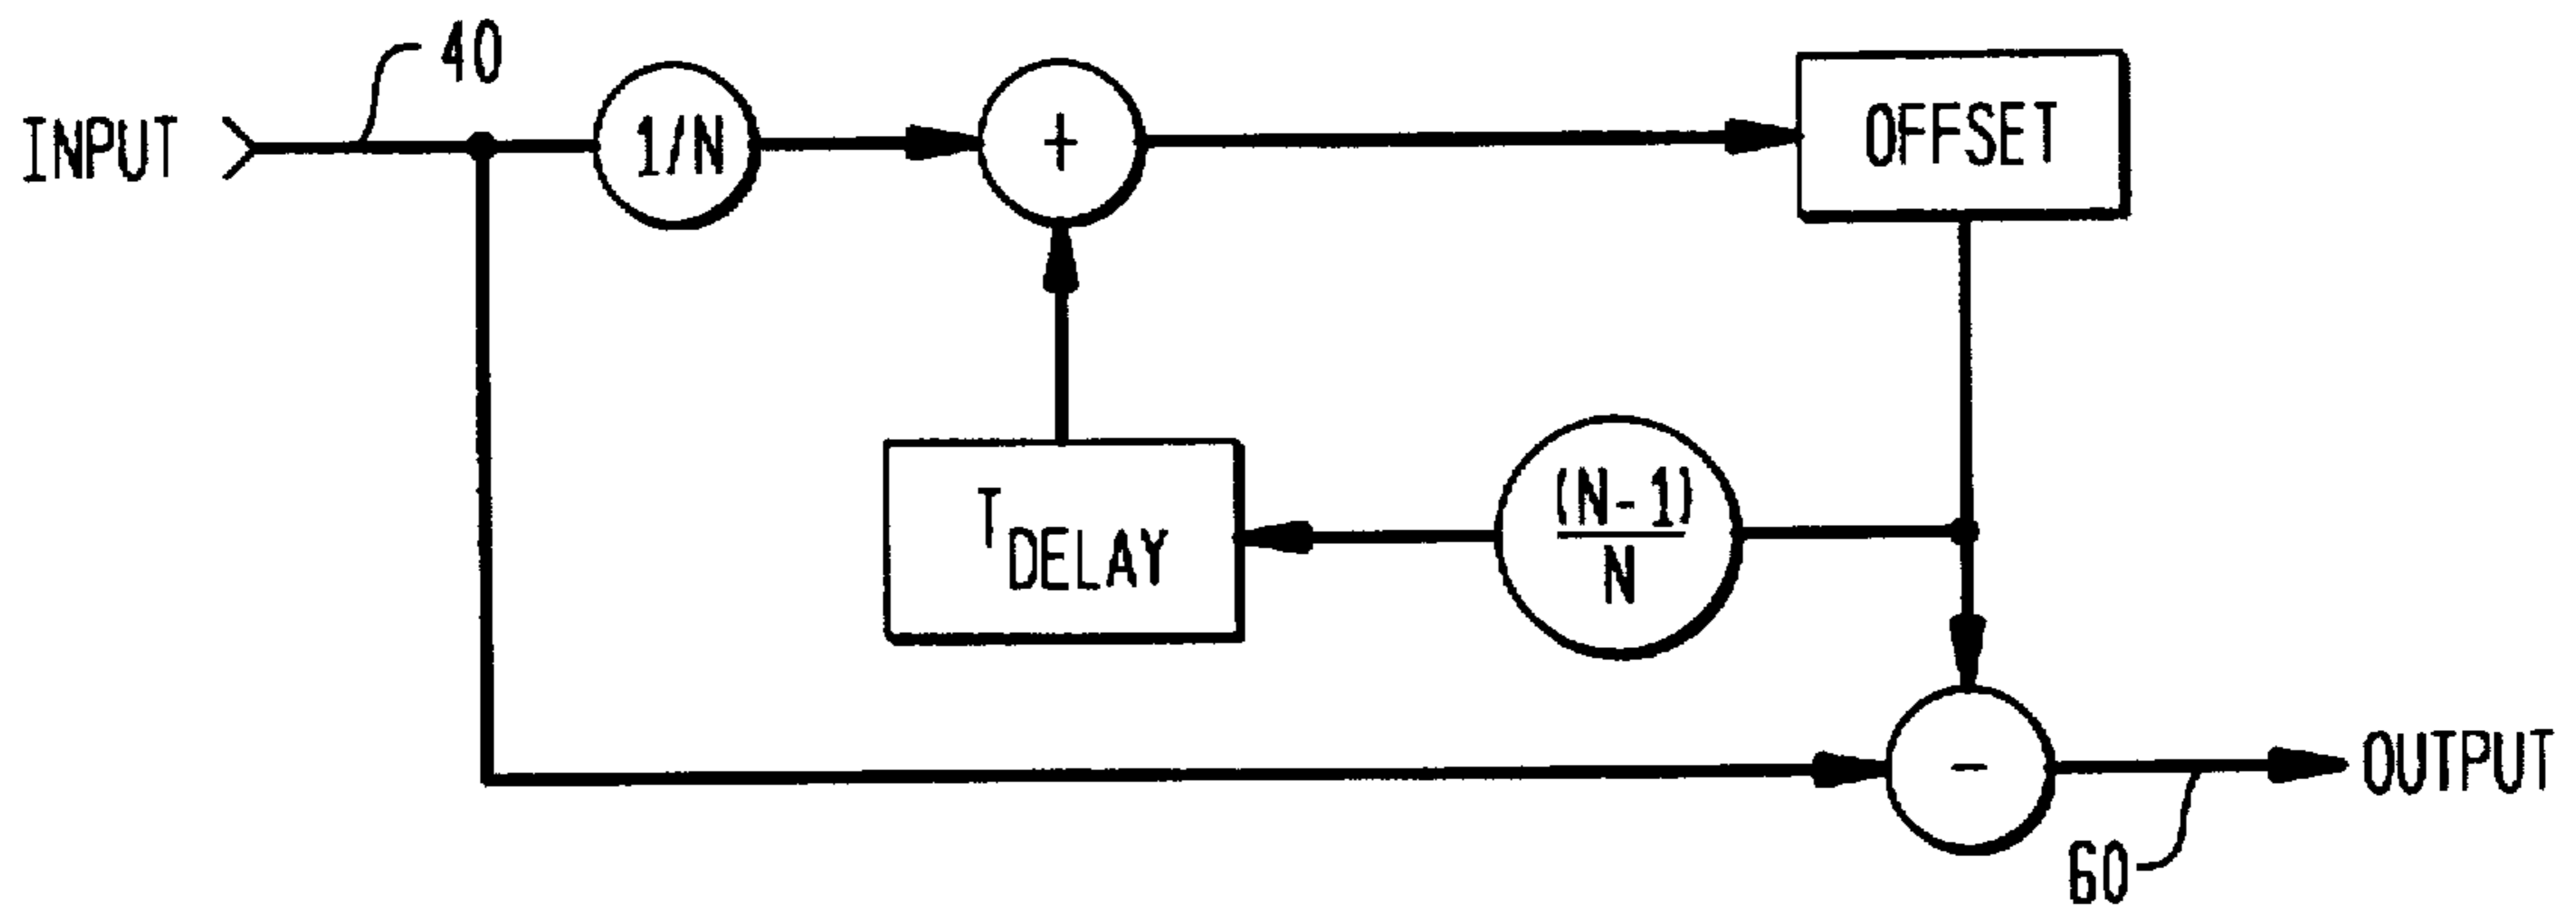 40
INPUT
1/N
+
OFFSET
T DELAY
(N-1)
N
-
OUTPUT
60